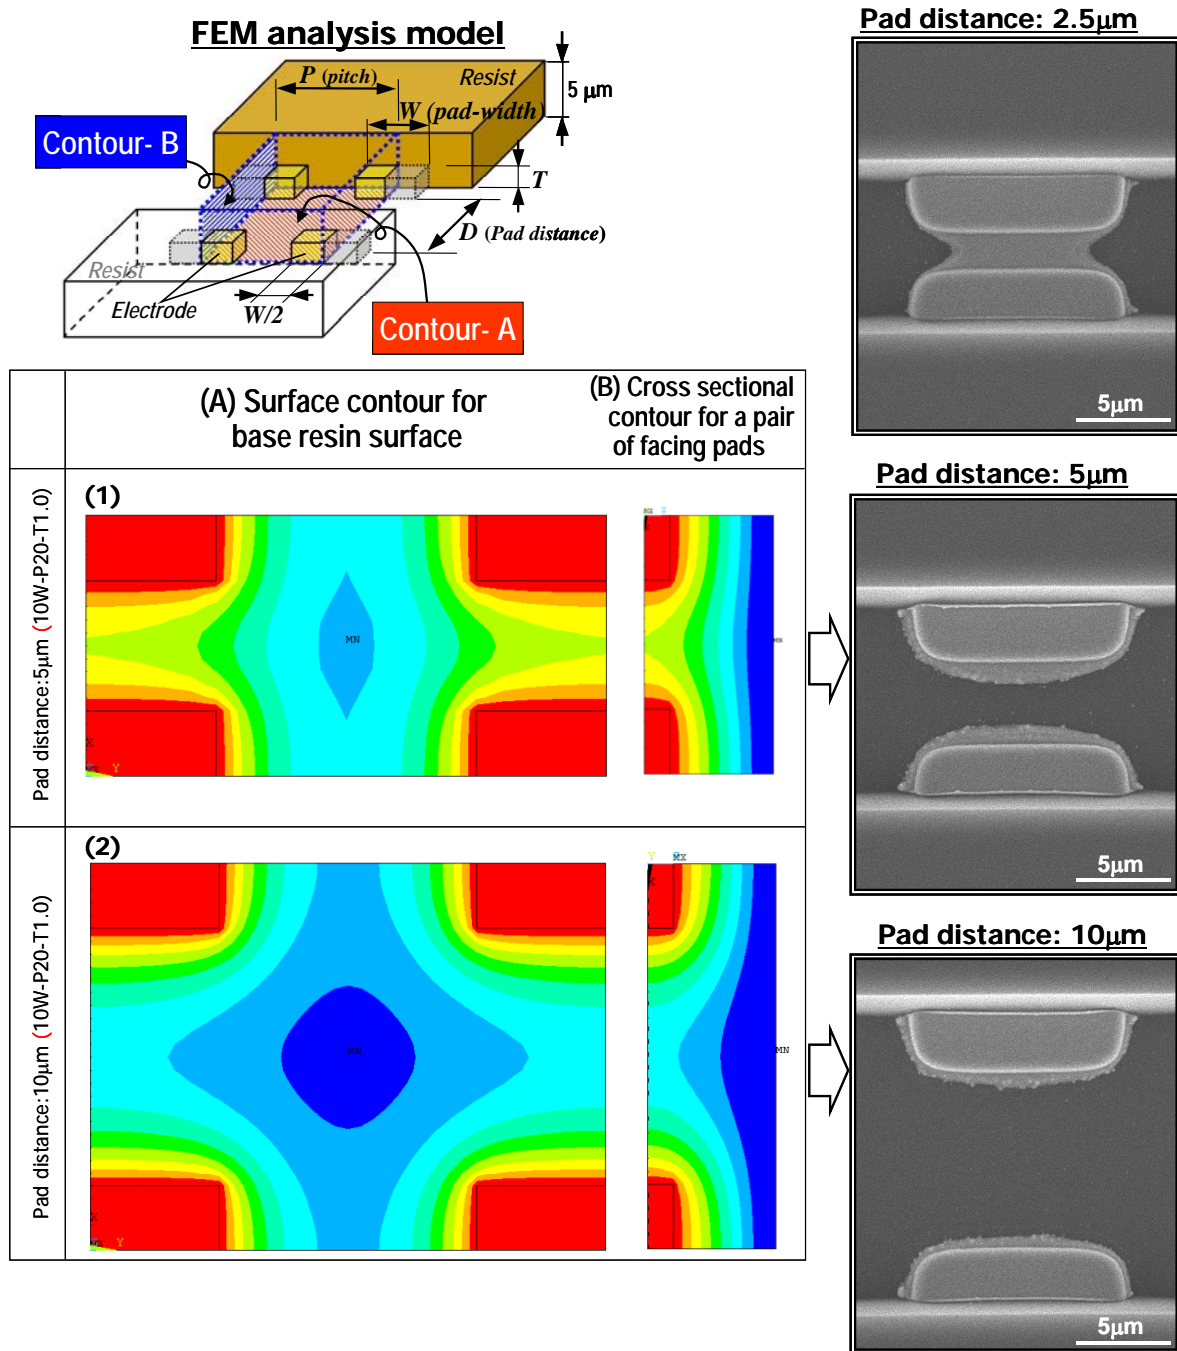 FEM analysis model
P (pitch)
Resist
5 μm
W (pad-width)
Contour- B
T
D (Pad distance)
Resist
Electrode
W/2
Contour- A
(A) Surface contour for
base resin surface
(B) Cross sectional
contour for a pair
of facing pads
Pad distance:5μm (10W-P20-T1.0)
(1)
MN
X
Y
MN
Pad distance:10μm (10W-P20-T1.0)
(2)
MN
X
MX
Y
Y
MX
X
MN
Pad distance: 2.5μm
5μm
Pad distance: 5μm
5μm
Pad distance: 10μm
5μm